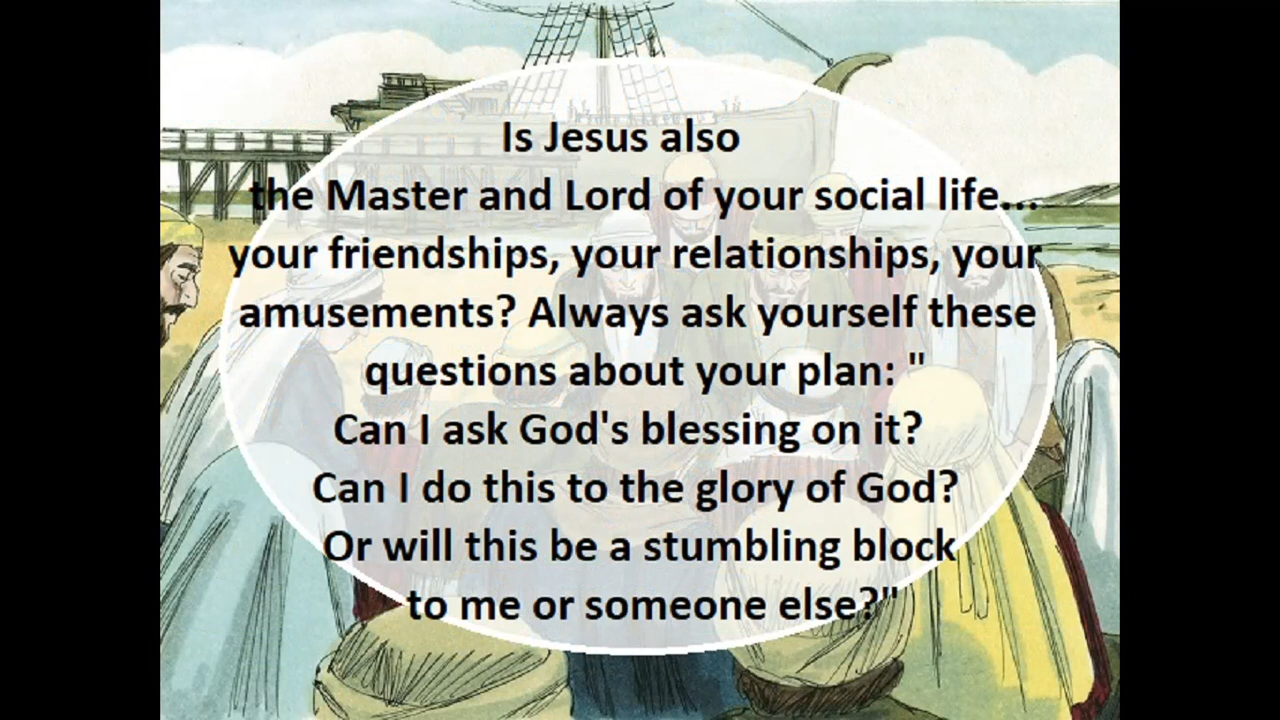 Is Jesus also
the Master and Lord of your social life...
your friendships, your relationships, your
amusements? Always ask yourself these
questions about your plan: "
Can I ask God's blessing on it?
Can I do this to the glory of God?
Or will this be a stumbling block
to me or someone else?"